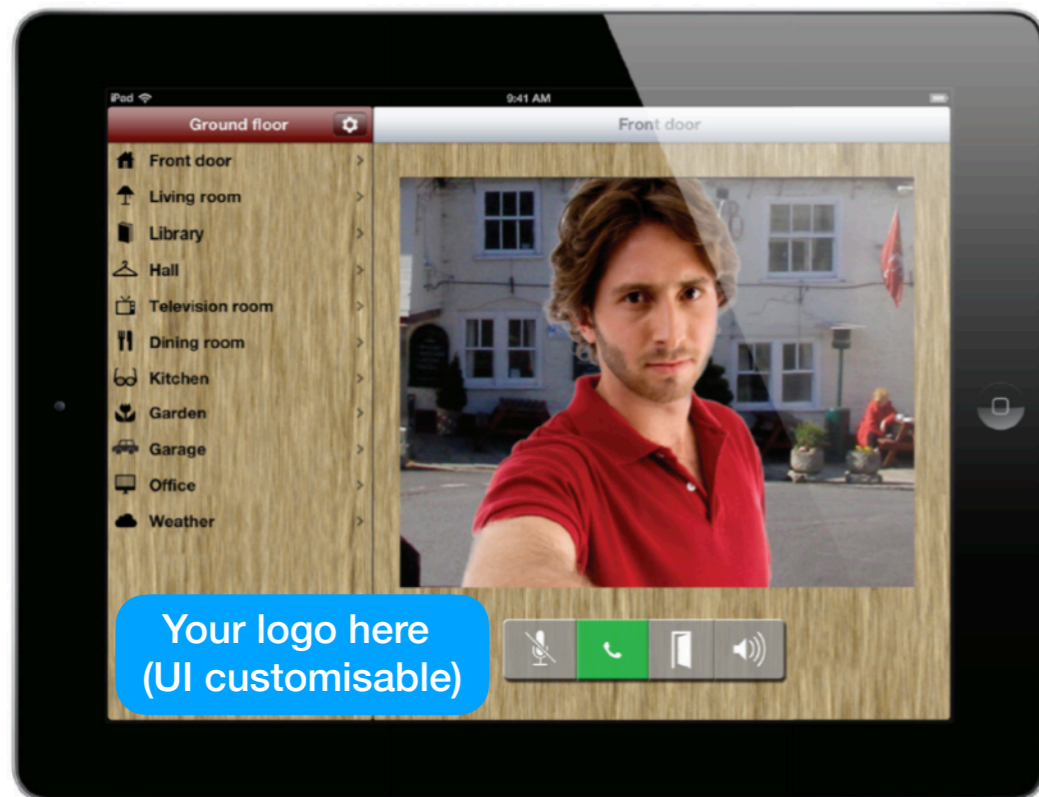 iPad
9:41 AM
Ground floor
Front door
Front door
Living room
Library
Hall
Television room
Dining room
Kitchen
Garden
Garage
Office
Weather
Your logo here
(UI customisable)